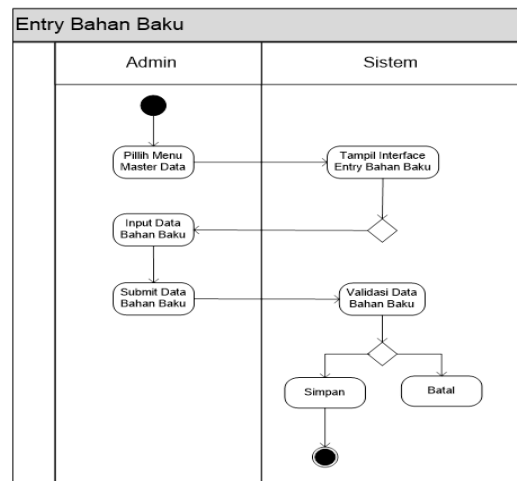 Entry Bahan Baku
Admin
Sistem
Pillih Menu
Master Data
Tampil Interface
Entry Bahan Baku
Input Data
Bahan Baku
Submit Data
Bahan Baku
Validasi Data
Bahan Baku
Simpan
Batal